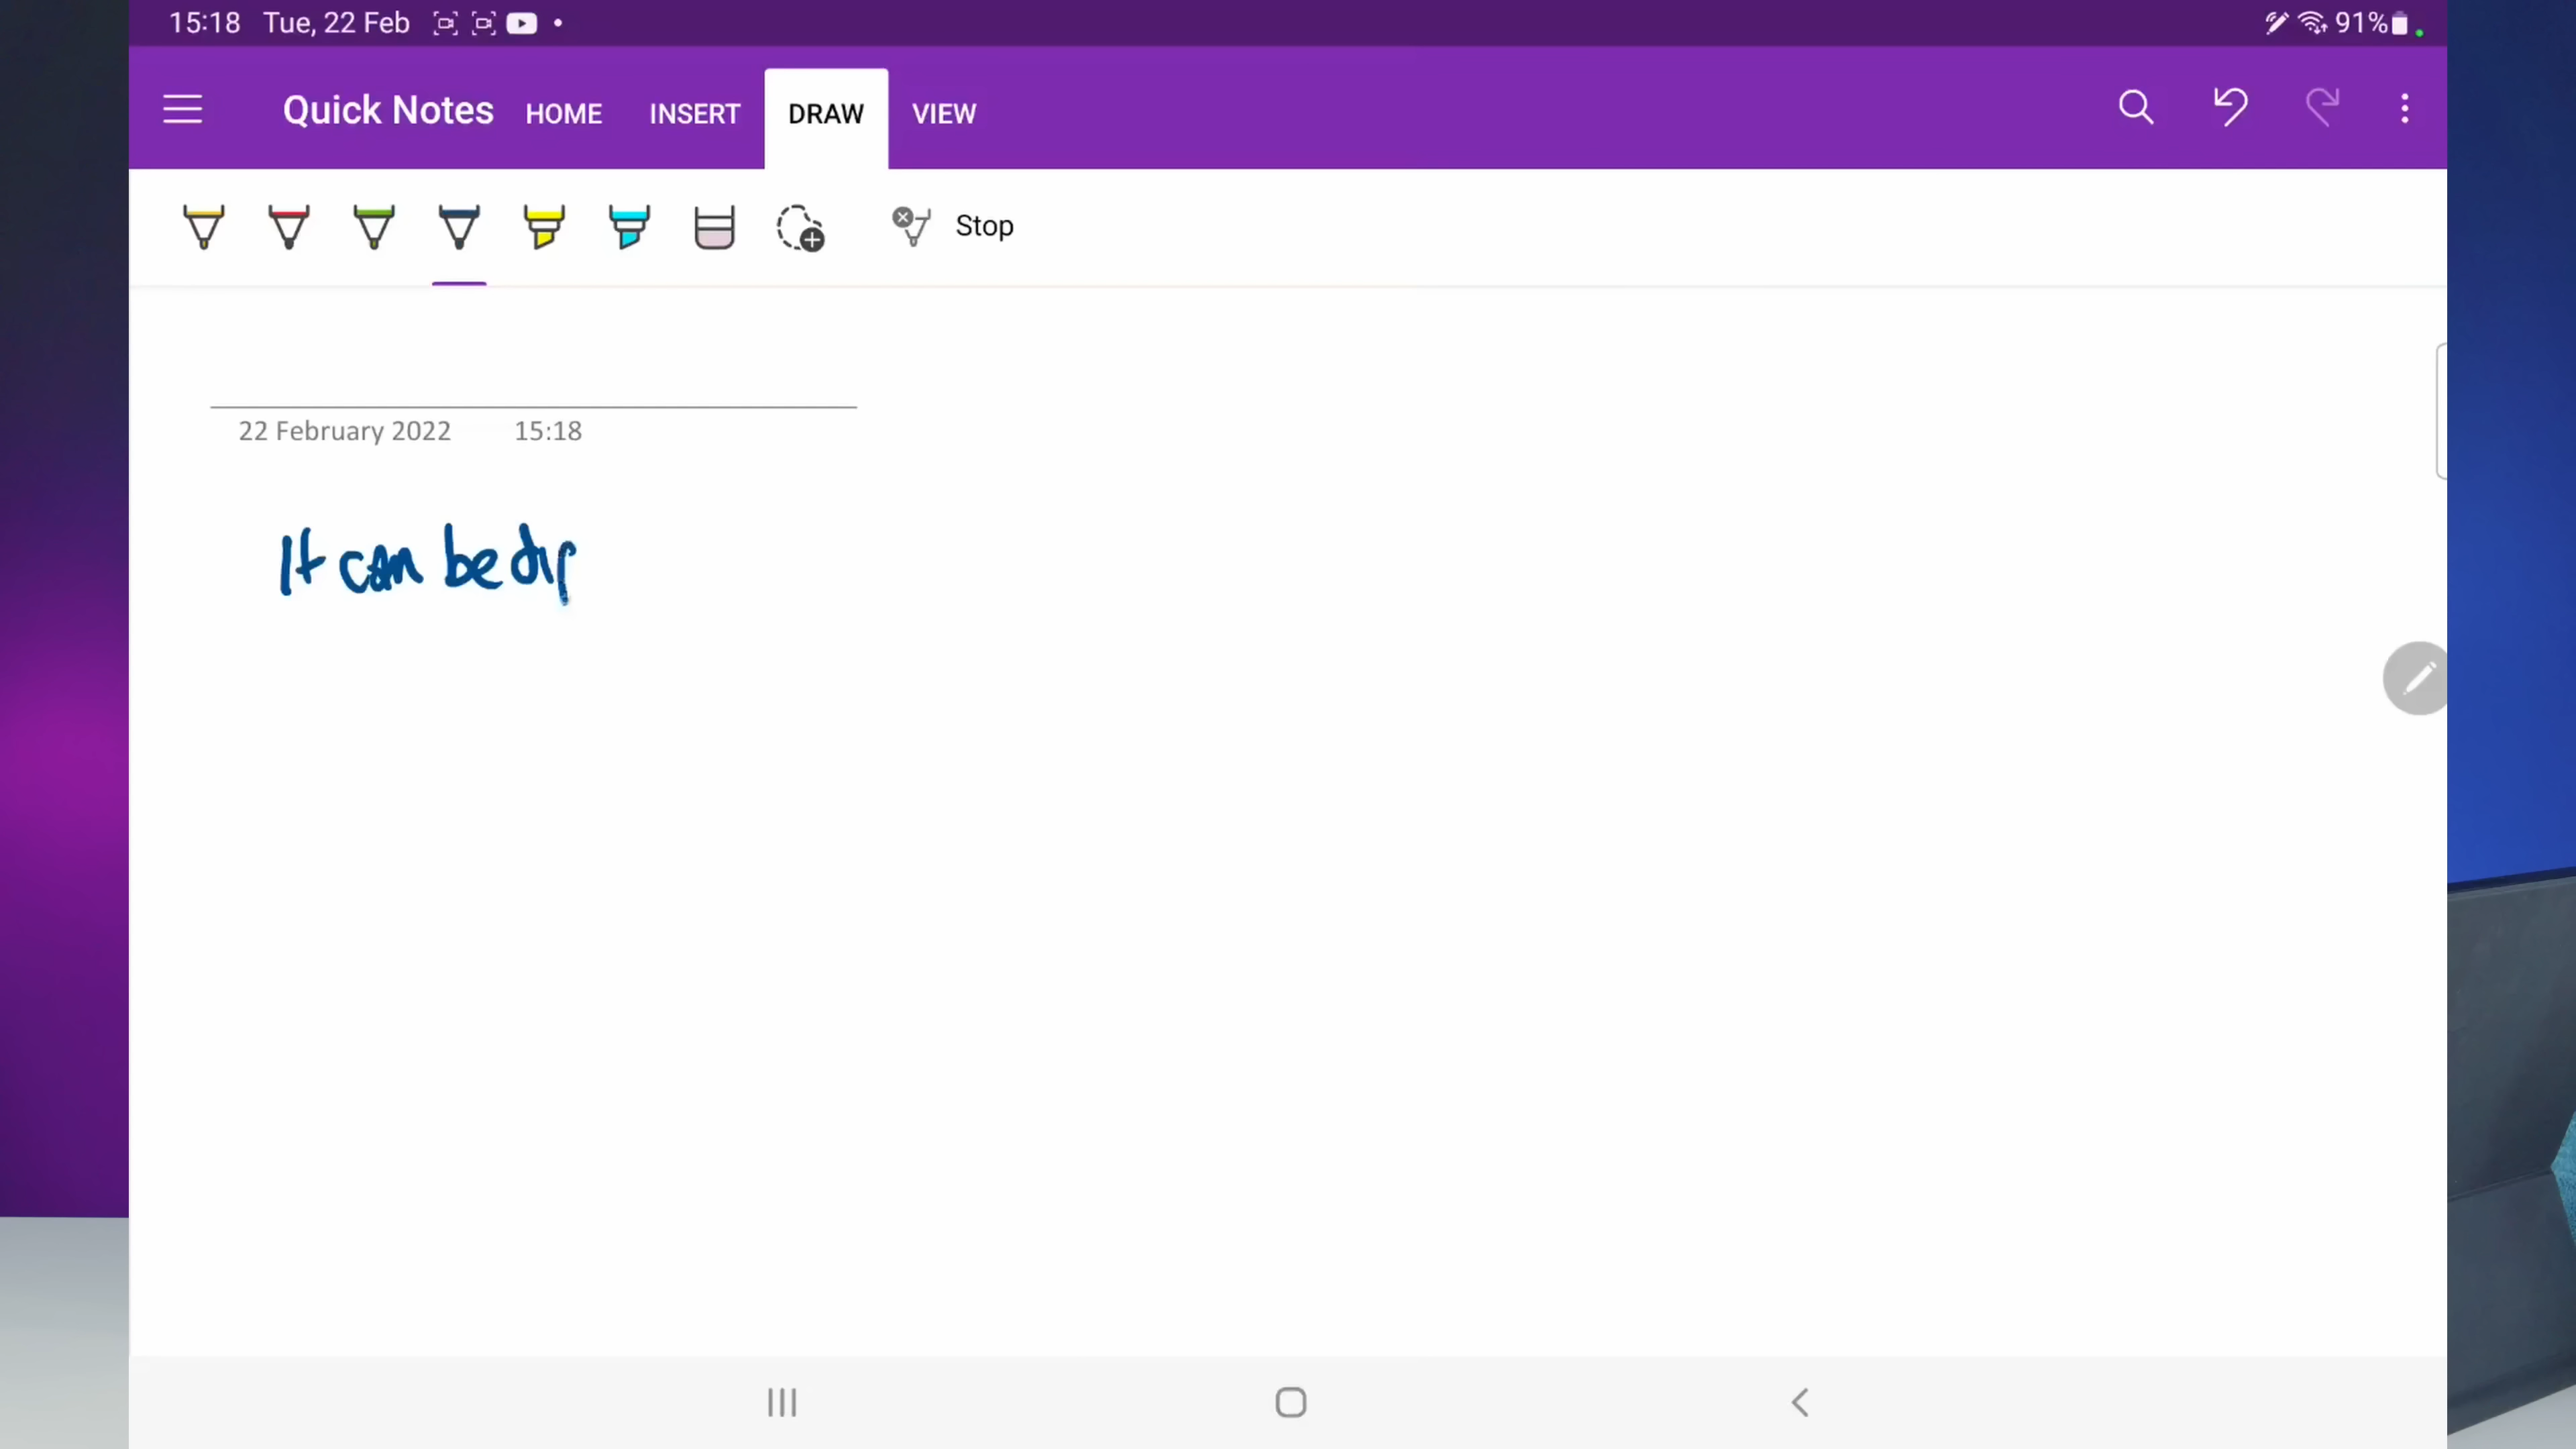 15:18 Tue, 22 Feb 91%
Quick Notes HOME INSERT DRAW VIEW
Stop
22 February 2022 15:18
It can be dip